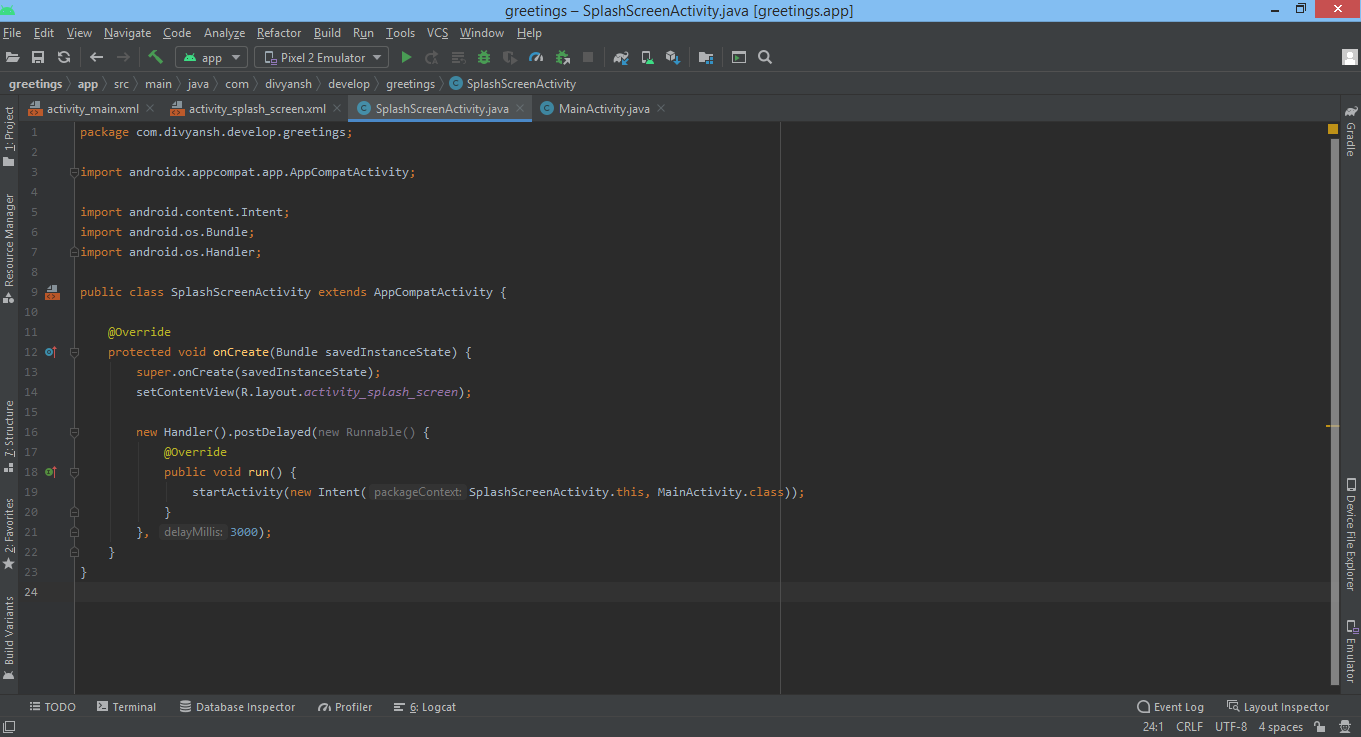 greetings – SplashScreenActivity.java [greetings.app]
File Edit View Navigate Code Analyze Refactor Build Run Tools VCS Window Help
app Pixel 2 Emulator
greetings app src main java com divyansh develop greetings SplashScreenActivity
activity_main.xml activity_splash_screen.xml SplashScreenActivity.java MainActivity.java
1: Project
Resource Manager
7: Structure
2: Favorites
Build Variants
1 package com.divyansh.develop.greetings;
2
3 import androidx.appcompat.app.AppCompatActivity;
4
5 import android.content.Intent;
6 import android.os.Bundle;
7 import android.os.Handler;
8
9 public class SplashScreenActivity extends AppCompatActivity {
10
11     @Override
12     protected void onCreate(Bundle savedInstanceState) {
13         super.onCreate(savedInstanceState);
14         setContentView(R.layout.activity_splash_screen);
15
16         new Handler().postDelayed(new Runnable() {
17             @Override
18             public void run() {
19                 startActivity(new Intent( packageContext: SplashScreenActivity.this, MainActivity.class));
20             }
21         }, delayMillis: 3000);
22     }
23 }
24
Gradle
Device File Explorer
Emulator
TODO Terminal Database Inspector Profiler 6: Logcat Event Log Layout Inspector
24:1 CRLF UTF-8 4 spaces